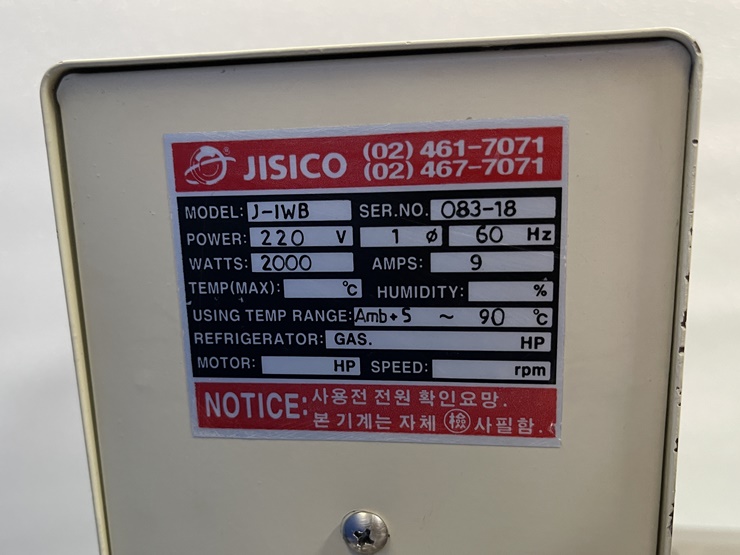 JISICO (02) 461-7071
(02) 467-7071
MODEL: J-IWB SER.NO. 083-18
POWER: 220 V 1 ø 60 Hz
WATTS: 2000 AMPS: 9
TEMP(MAX): °C HUMIDITY: %
USING TEMP RANGE: Amb+5 ~ 90 °C
REFRIGERATOR: GAS. HP
MOTOR: HP SPEED: rpm
NOTICE: 사용전 전원 확인요망.
본 기계는 자체 ㊞檢 사필함.